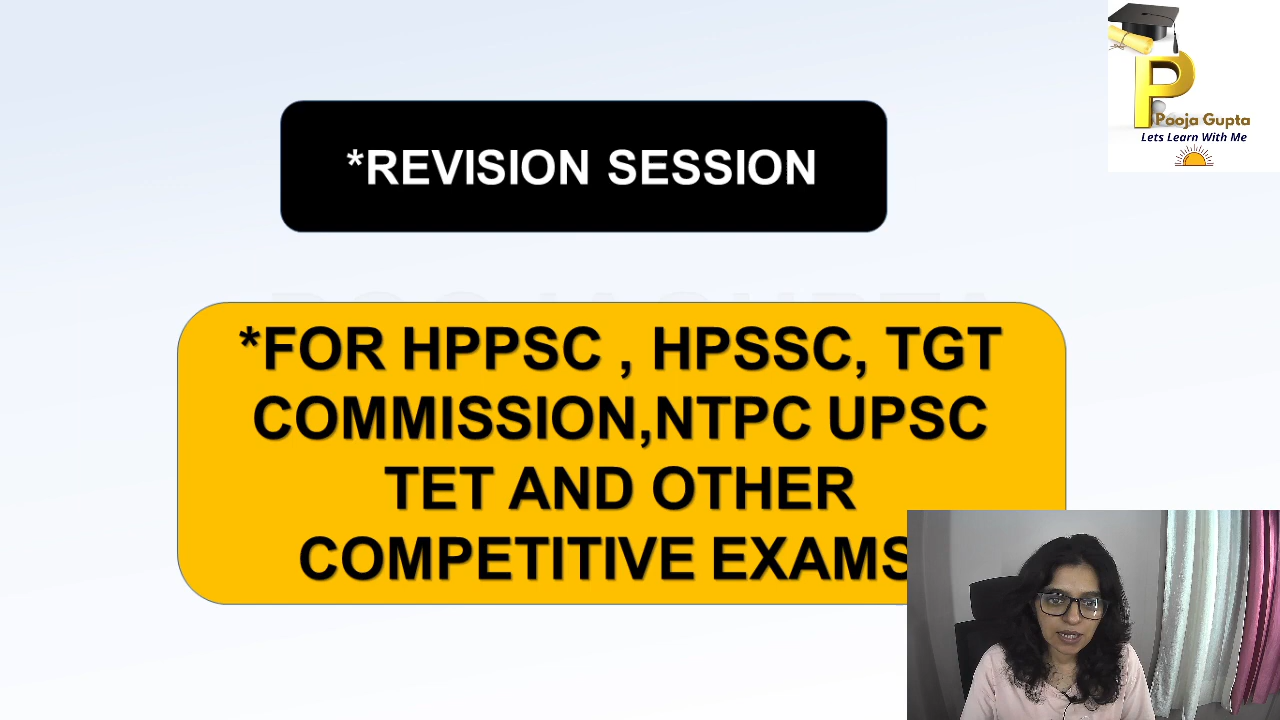 *REVISION SESSION
*FOR HPPSC , HPSSC, TGT
COMMISSION,NTPC UPSC
TET AND OTHER
COMPETITIVE EXAMS
P
Pooja Gupta
Lets Learn With Me